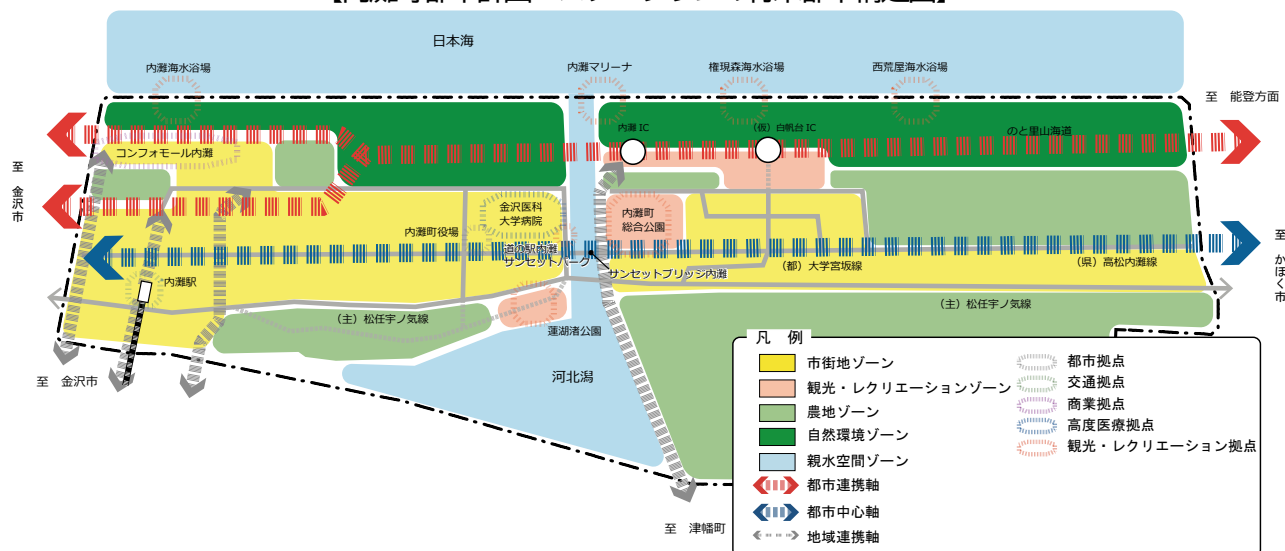 日本海
内灘海水浴場
内灘マリーナ
権現森海水浴場
西荒屋海水浴場
至 能登方面
内灘 IC
(仮) 白帆台 IC
のと里山海道
コンフォモール内灘
至 金沢市
金沢医科
大学病院
内灘町
総合公園
内灘町役場
道の駅内灘
サンセットパーク
サンセットブリッジ内灘
(都) 大学宮坂線
(県) 高松内灘線
至 かほく市
内灘駅
(主) 松任宇ノ気線
(主) 松任宇ノ気線
蓮湖渚公園
河北潟
至 金沢市
至 津幡町
凡 例
市街地ゾーン
観光・レクリエーションゾーン
農地ゾーン
自然環境ゾーン
親水空間ゾーン
都市連携軸
都市中心軸
地域連携軸
都市拠点
交通拠点
商業拠点
高度医療拠点
観光・レクリエーション拠点